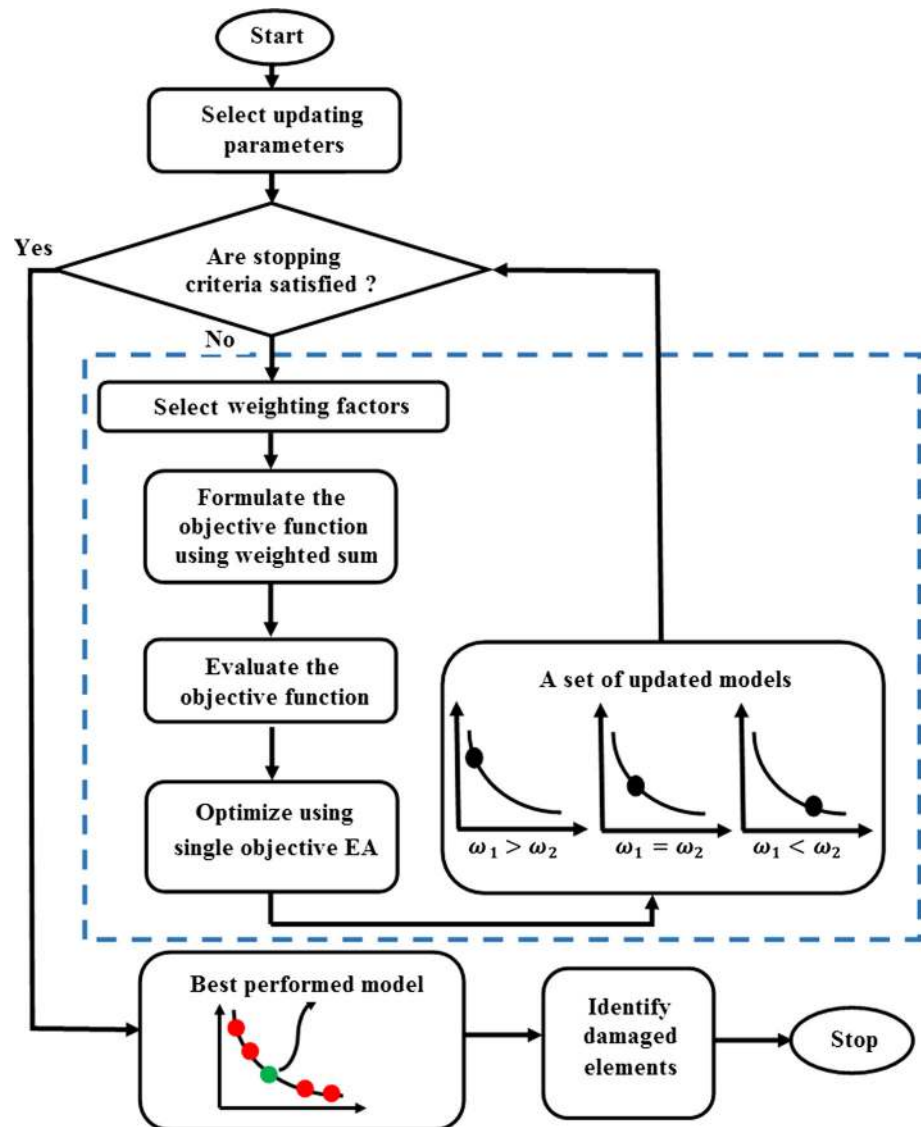 Start
Select updating
parameters
Yes
Are stopping
criteria satisfied ?
No
Select weighting factors
Formulate the
objective function
using weighted sum
Evaluate the
objective function
Optimize using
single objective EA
A set of updated models
ω₁ > ω₂
ω₁ = ω₂
ω₁ < ω₂
Best performed model
Identify
damaged
elements
Stop